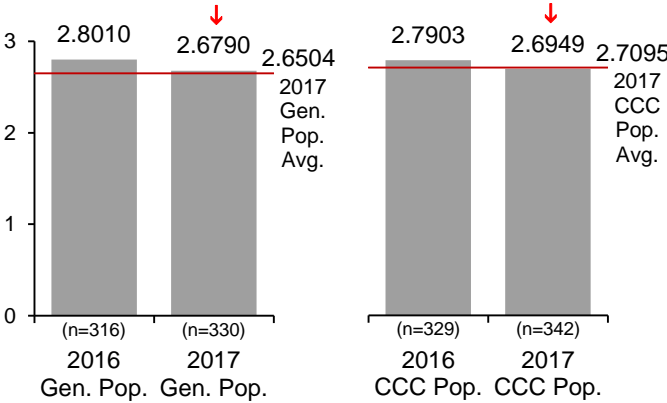 3
2
1
0
2.8010
2.6790
2.6504
2017
Gen.
Pop.
Avg.
(n=316)
(n=330)
2016
Gen. Pop.
2017
Gen. Pop.
2.7903
2.6949
2.7095
2017
CCC
Pop.
Avg.
(n=329)
(n=342)
2016
CCC Pop.
2017
CCC Pop.